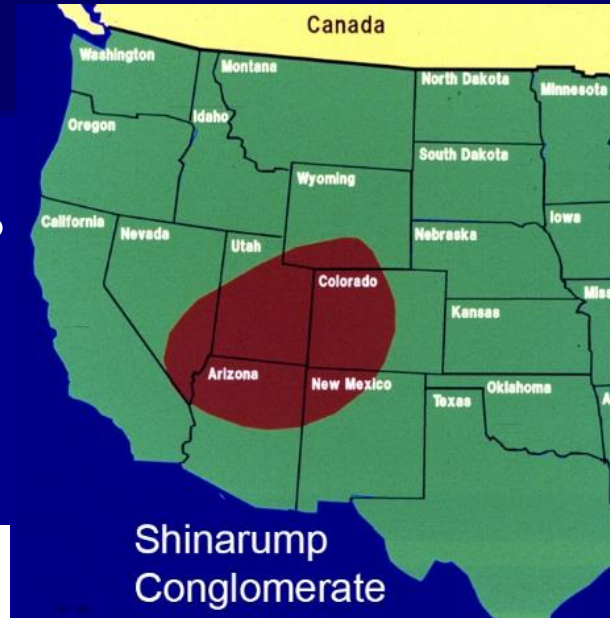 Canada
Washington
Montana
North Dakota
Minnesota
Oregon
Idaho
South Dakota
Wyoming
California
Nevada
Utah
Nebraska
Iowa
Colorado
Kansas
Arizona
New Mexico
Texas
Oklahoma
Shinarump
Conglomerate